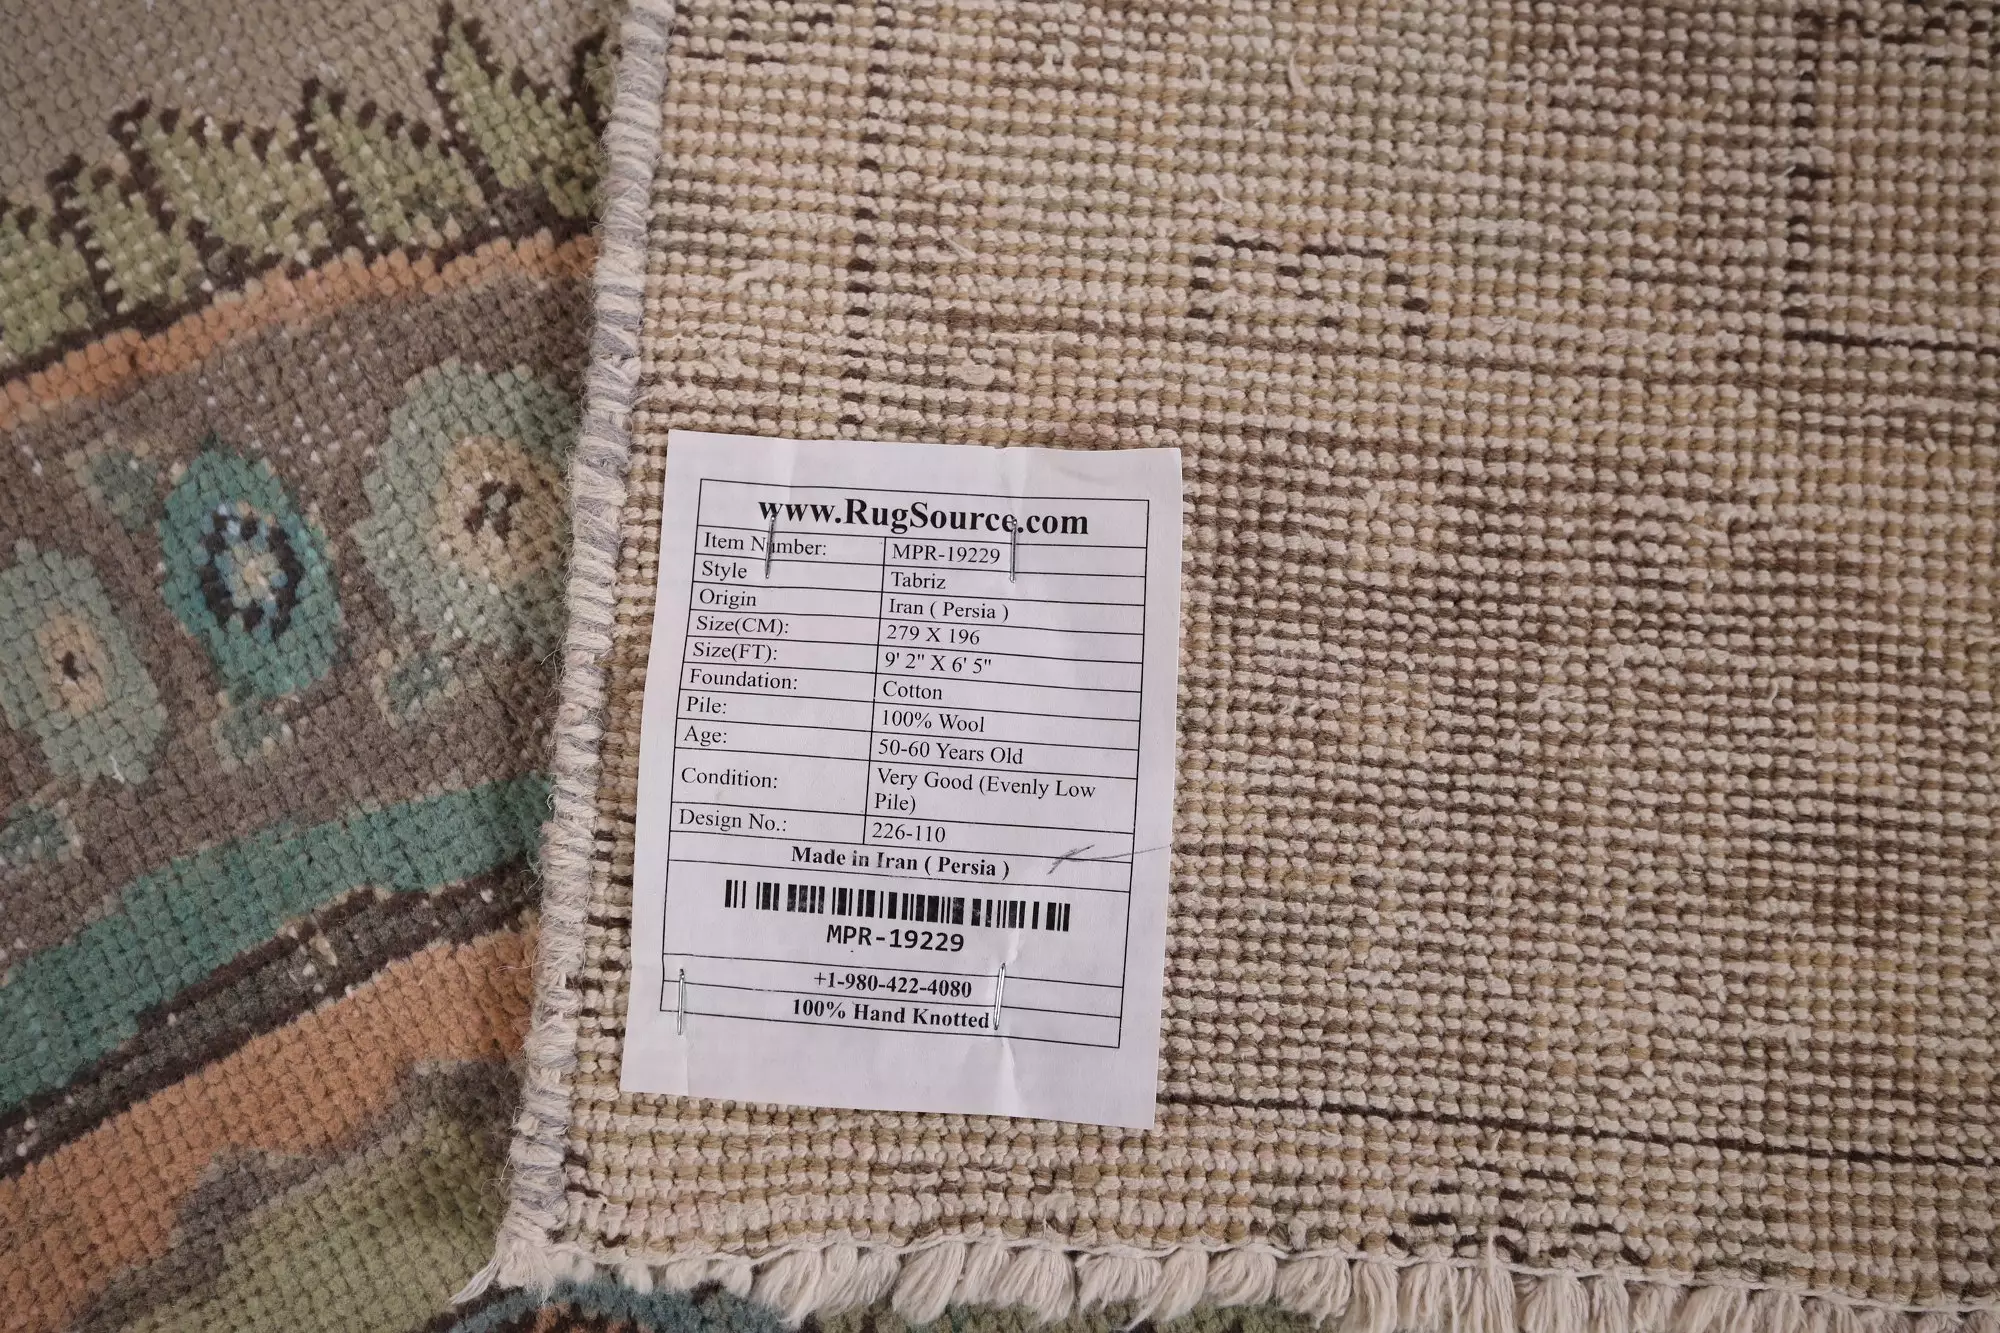 www.RugSource.com
Item Number: MPR-19229
Style Tabriz
Origin Iran ( Persia )
Size(CM): 279 X 196
Size(FT): 9' 2" X 6' 5"
Foundation: Cotton
Pile: 100% Wool
Age: 50-60 Years Old
Condition: Very Good (Evenly Low
Pile)
Design No.: 226-110
Made in Iran ( Persia )
MPR-19229
+1-980-422-4080
100% Hand Knotted